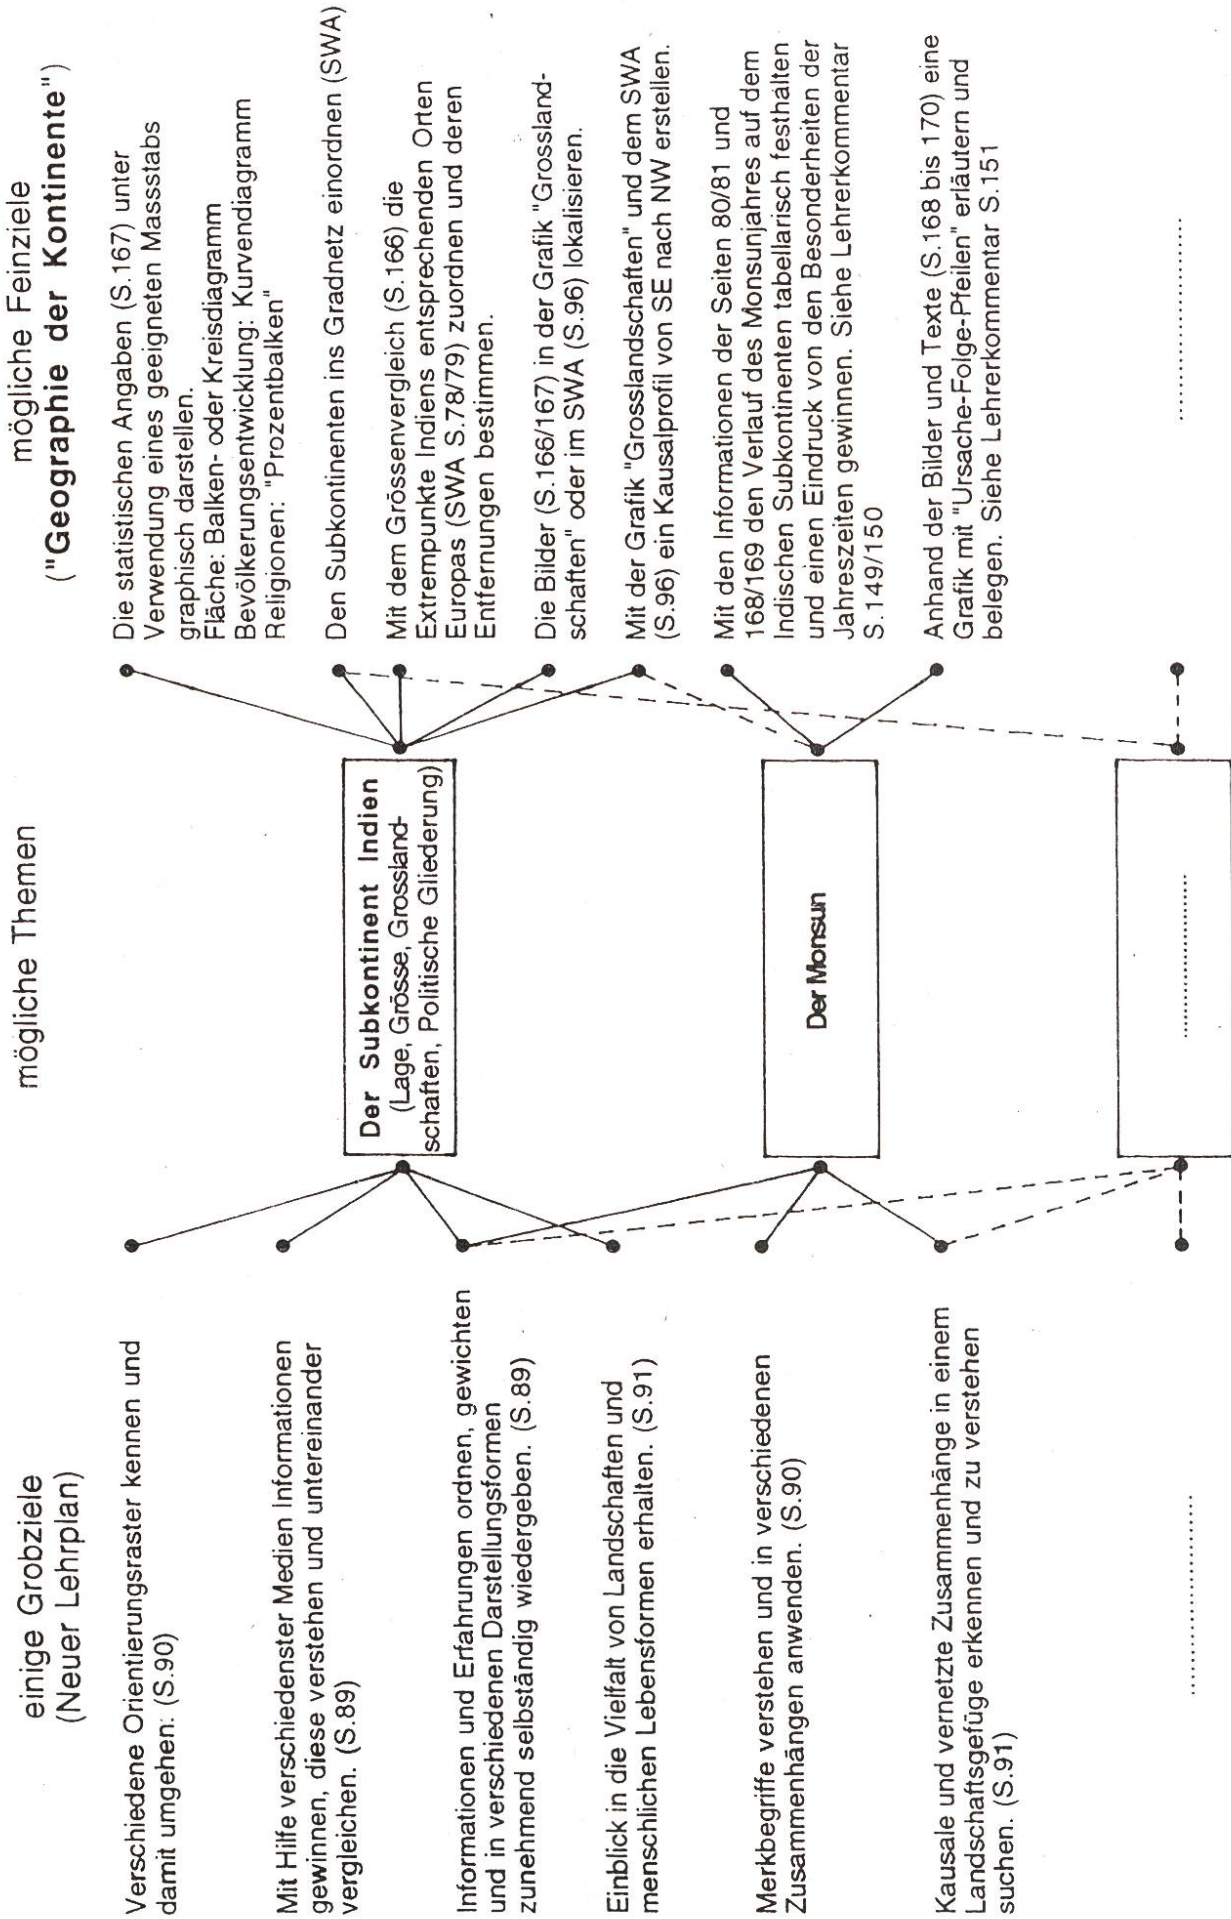 einige Grobziele
(Neuer Lehrplan)
Verschiedene Orientierungsraster kennen und
damit umgehen: (S.90)
Mit Hilfe verschiedenster Medien Informationen
gewinnen, diese verstehen und untereinander
vergleichen. (S.89)
Informationen und Erfahrungen ordnen, gewichten
und in verschiedenen Darstellungsformen
zunehmend selbständig wiedergeben. (S.89)
Einblick in die Vielfalt von Landschaften und
menschlichen Lebensformen erhalten. (S.91)
Merkbegriffe verstehen und in verschiedenen
Zusammenhängen anwenden. (S.90)
Kausale und vernetzte Zusammenhänge in einem
Landschaftsgefüge erkennen und zu verstehen
suchen. (S.91)
......................
mögliche Themen
Der Subkontinent Indien
(Lage, Grösse, Grossland-
schaften, Politische Gliederung)
Der Monsun
......................
mögliche Feinziele
("Geographie der Kontinente")
Die statistischen Angaben (S.167) unter
Verwendung eines geeigneten Massstabs
graphisch darstellen.
Fläche: Balken- oder Kreisdiagramm
Bevölkerungsentwicklung: Kurvendiagramm
Religionen: "Prozentbalken"
Den Subkontinenten ins Gradnetz einordnen (SWA)
Mit dem Grössenvergleich (S.166) die
Extrempunkte Indiens entsprechenden Orten
Europas (SWA S.78/79) zuordnen und deren
Entfernungen bestimmen.
Die Bilder (S.166/167) in der Grafik "Grossland-
schaften" oder im SWA (S.96) lokalisieren.
Mit der Grafik "Grosslandschaften" und dem SWA
(S.96) ein Kausalprofil von SE nach NW erstellen.
Mit den Informationen der Seiten 80/81 und
168/169 den Verlauf des Monsunjahres auf dem
Indischen Subkontinenten tabellarisch festhalten
und einen Eindruck von den Besonderheiten der
Jahreszeiten gewinnen. Siehe Lehrerkommentar
S.149/150
Anhand der Bilder und Texte (S.168 bis 170) eine
Grafik mit "Ursache-Folge-Pfeilen" erläutern und
belegen. Siehe Lehrerkommentar S.151
......................